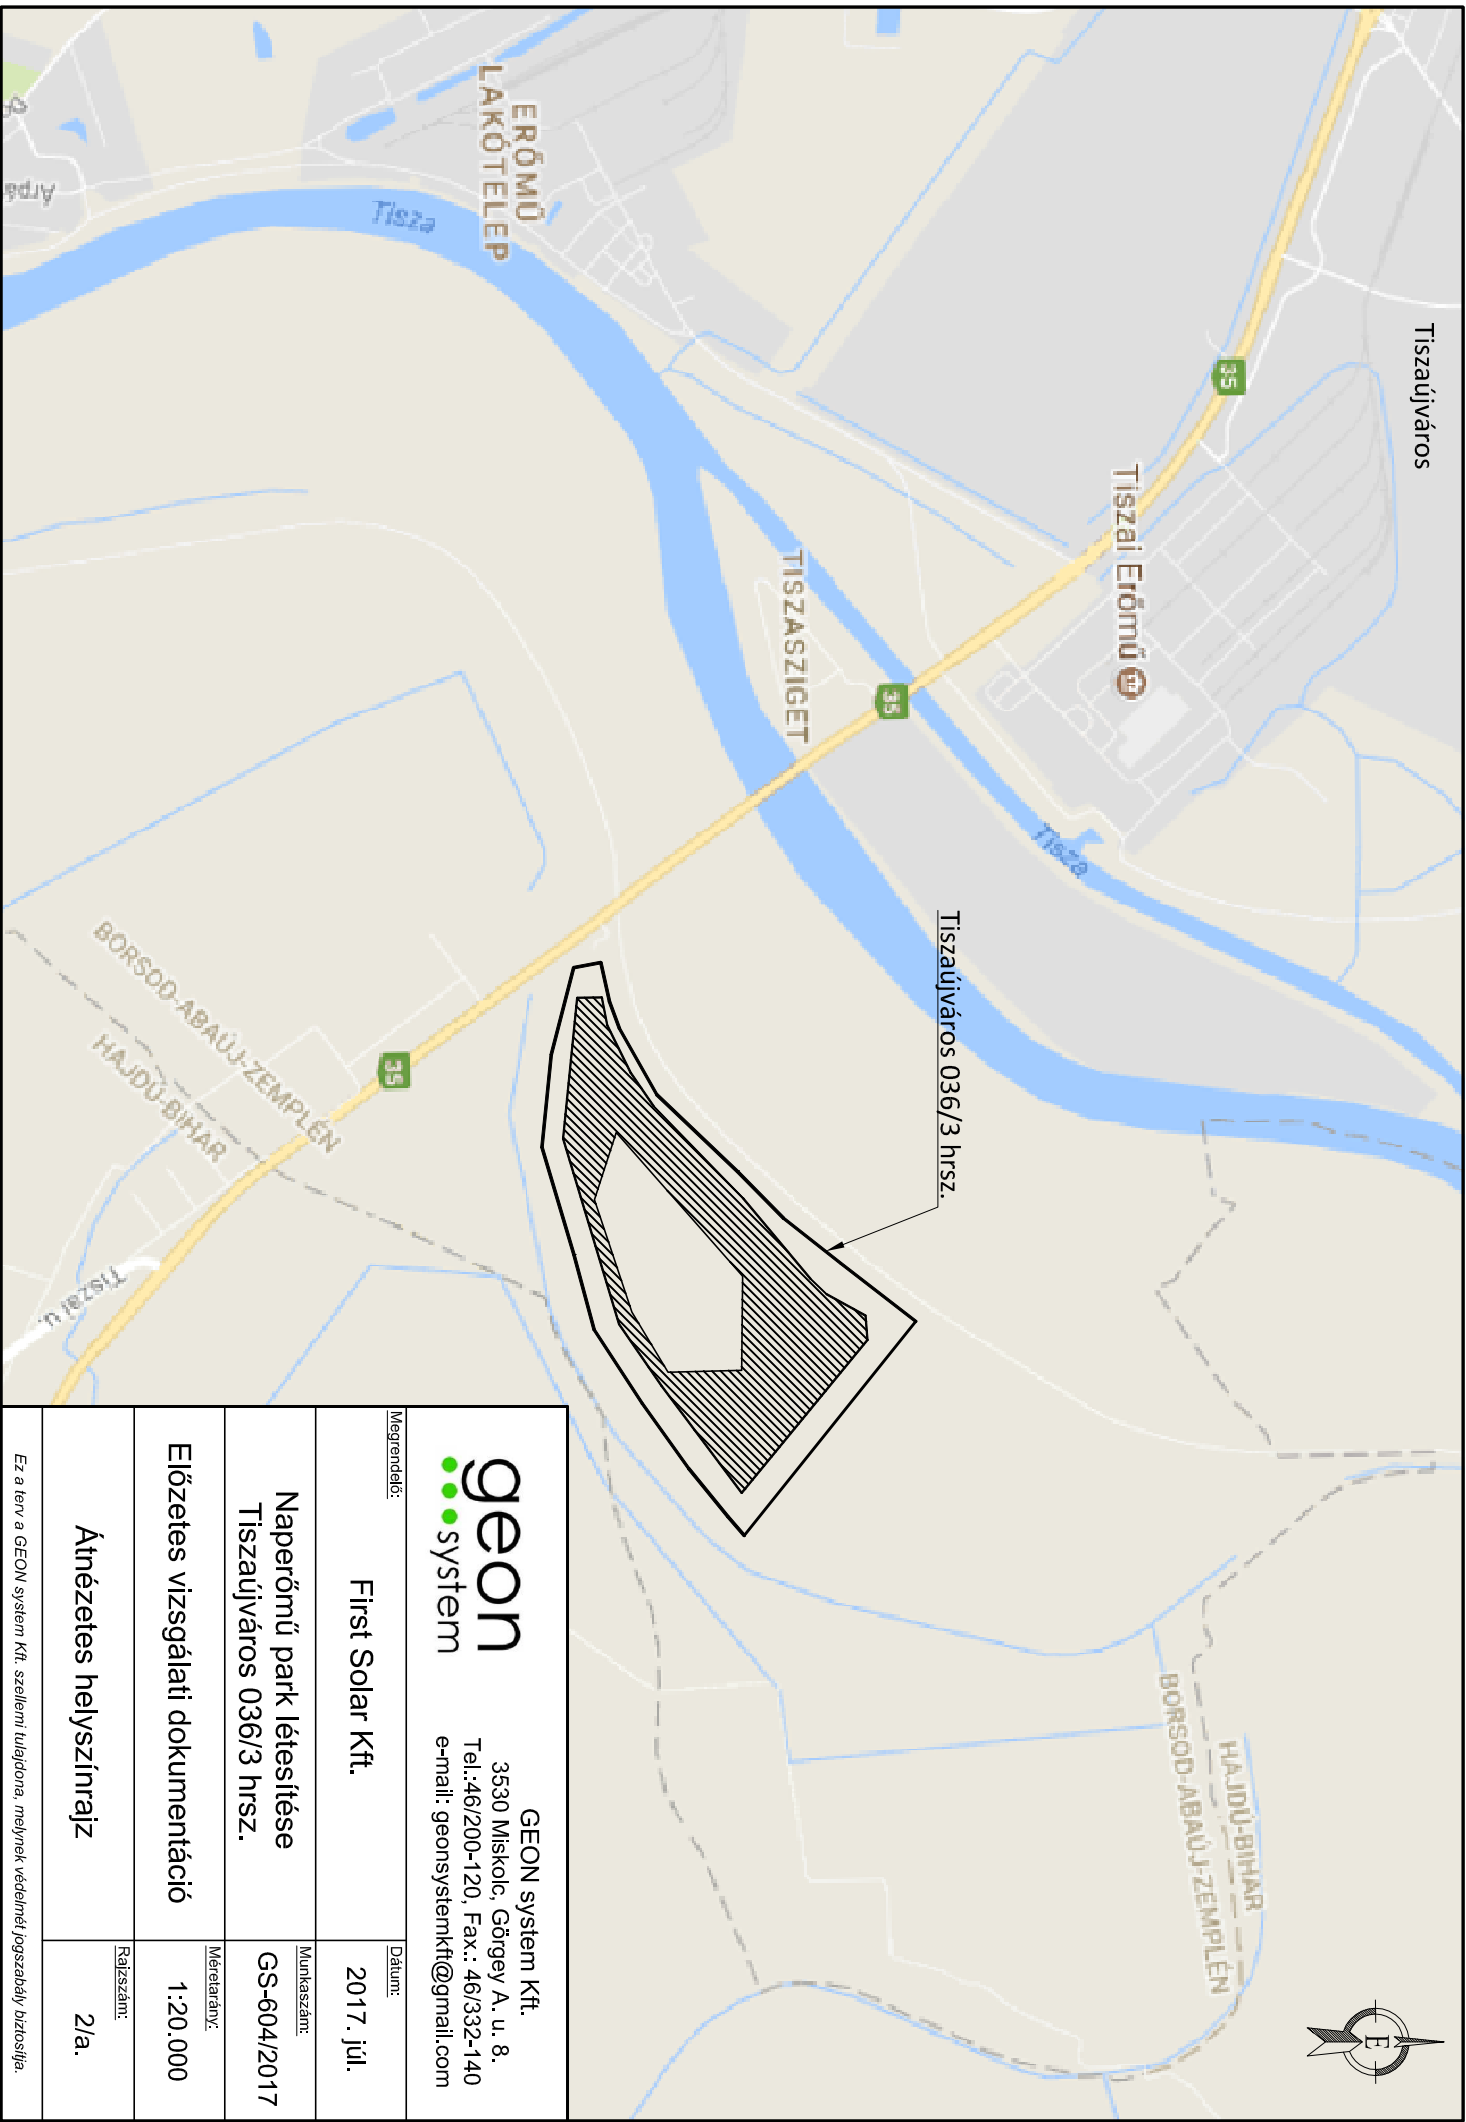 Tiszaújváros
35
Tiszai Erőmű
ERŐMŰ
LAKÓTELEP
Tisza
TISZASZIGET
35
Tisza
Tiszaújváros 036/3 hrsz.
35
BORSOD-ABAÚJ-ZEMPLÉN
HAJDÚ-BIHAR
Tiszai u.
HAJDÚ-BIHAR
BORSOD-ABAÚJ-ZEMPLÉN
É
geon
system
GEON system Kft.
3530 Miskolc, Görgey A. u. 8.
Tel.:46/200-120, Fax.: 46/332-140
e-mail: geonsystemkft@gmail.com
Megrendelő:
First Solar Kft.
Dátum:
2017. júl.
Naperőmű park létesítése
Tiszaújváros 036/3 hrsz.
Munkaszám:
GS-604/2017
Előzetes vizsgálati dokumentáció
Méretarány:
1:20.000
Átnézetes helyszínrajz
Rajzszám:
2/a.
Ez a terv a GEON system Kft. szellemi tulajdona, melynek védelmét jogszabály biztosítja.